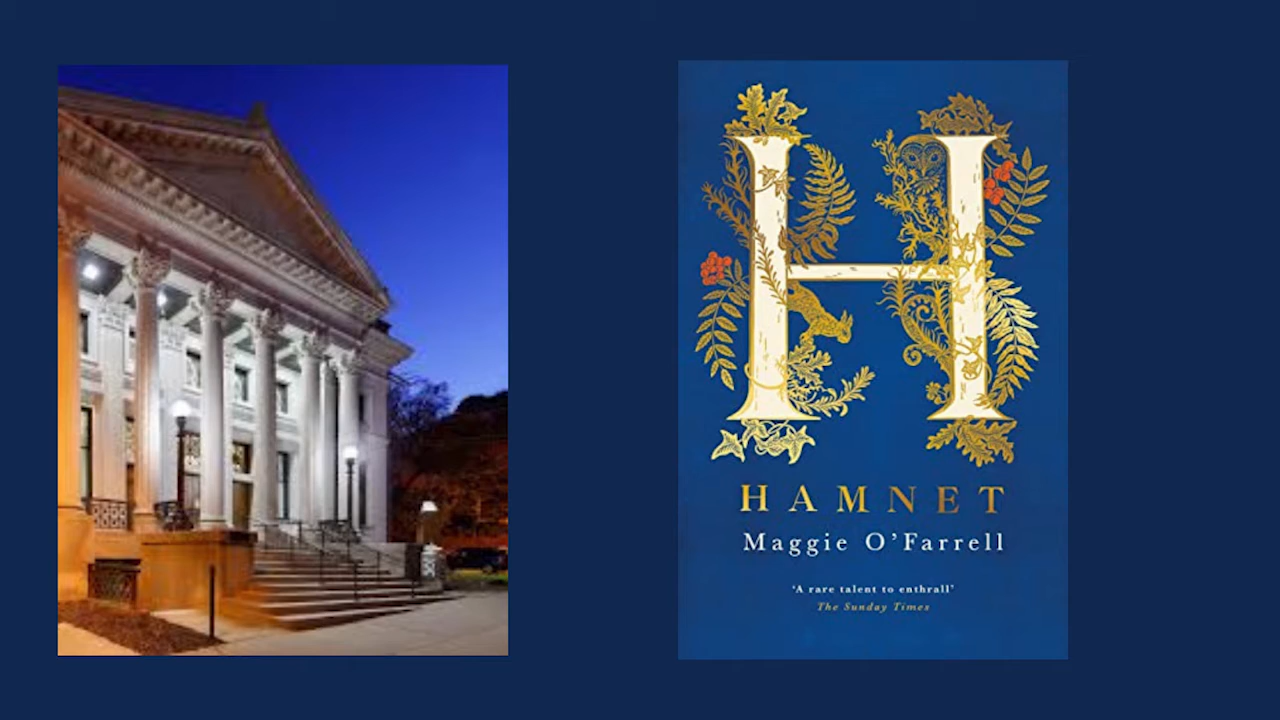 H
HAMNET
Maggie O'Farrell
‘A rare talent to enthrall’
The Sunday Times